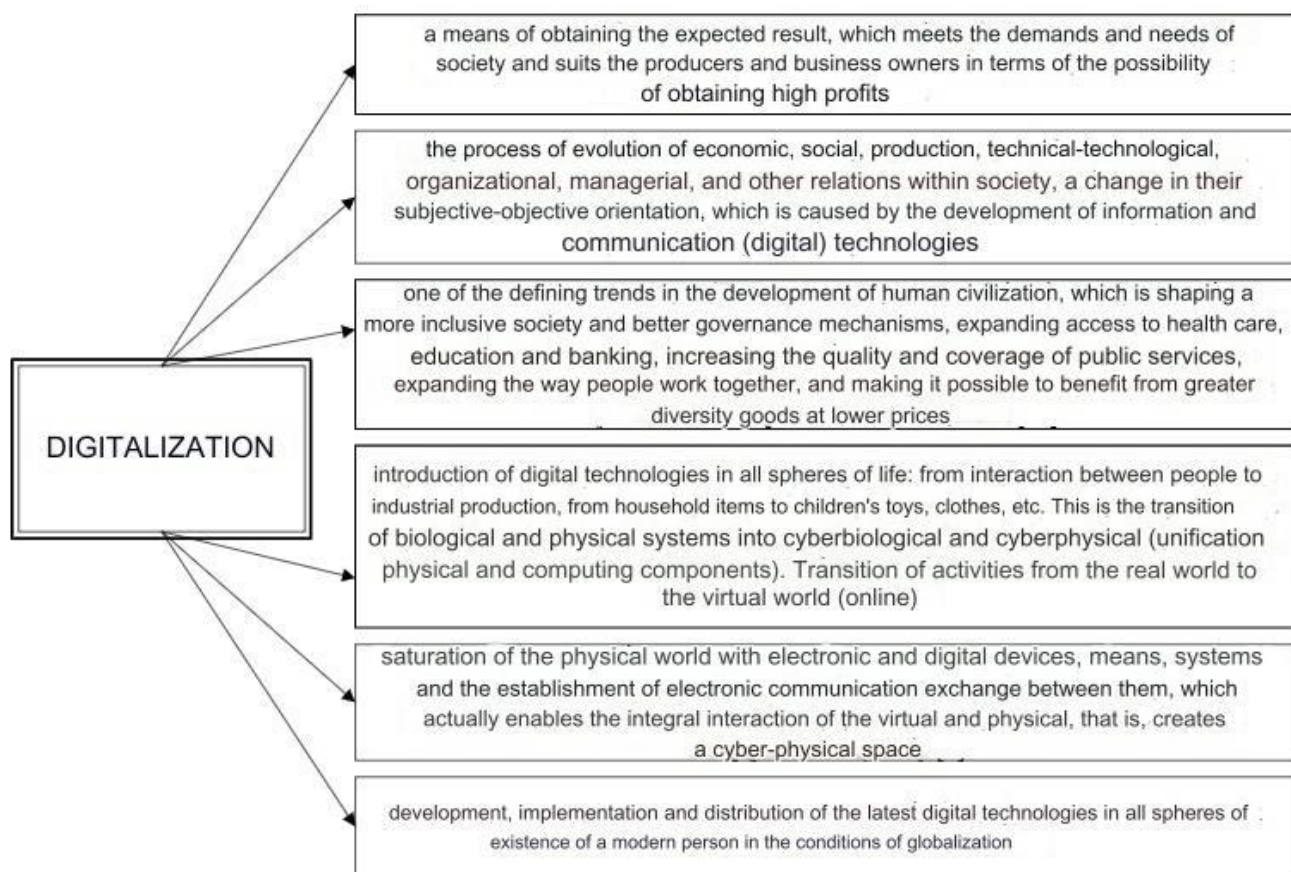 a means of obtaining the expected result, which meets the demands and needs of
society and suits the producers and business owners in terms of the possibility
of obtaining high profits
the process of evolution of economic, social, production, technical-technological,
organizational, managerial, and other relations within society, a change in their
subjective-objective orientation, which is caused by the development of information and
communication (digital) technologies
one of the defining trends in the development of human civilization, which is shaping a
more inclusive society and better governance mechanisms, expanding access to health care,
education and banking, increasing the quality and coverage of public services,
expanding the way people work together, and making it possible to benefit from greater
diversity goods at lower prices
DIGITALIZATION
introduction of digital technologies in all spheres of life: from interaction between people to
industrial production, from household items to children's toys, clothes, etc. This is the transition
of biological and physical systems into cyberbiological and cyberphysical (unification
physical and computing components). Transition of activities from the real world to
the virtual world (online)
saturation of the physical world with electronic and digital devices, means, systems
and the establishment of electronic communication exchange between them, which
actually enables the integral interaction of the virtual and physical, that is, creates
a cyber-physical space
development, implementation and distribution of the latest digital technologies in all spheres of
existence of a modern person in the conditions of globalization